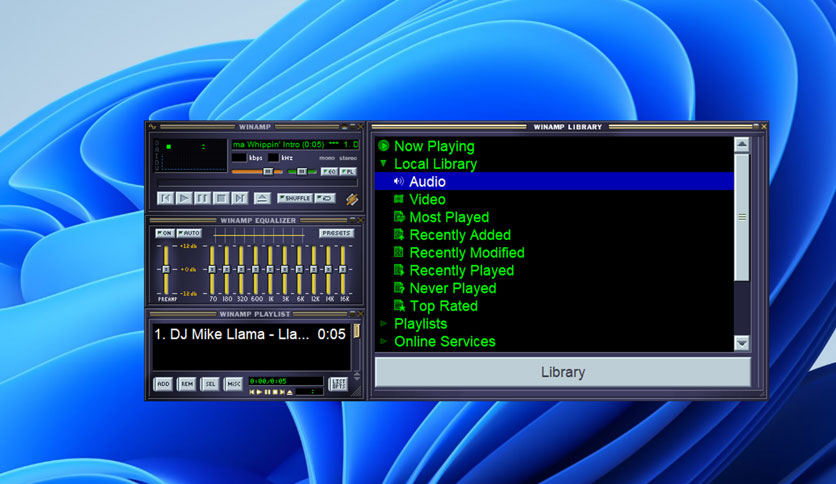 WINAMP
O
A
I
D
V
ma Whippin' Intro (0:05) *** 1. D
kbps kHz mono stereo
EQ PL
SHUFFLE
WINAMP EQUALIZER
ON AUTO PRESETS
+12 db
+0 db
-12 db
PREAMP 70 180 320 600 1K 3K 6K 12K 14K 16K
WINAMP PLAYLIST
1. DJ Mike Llama - Lla... 0:05
ADD REM SEL MISC 0:00/0:05 LIST OPTS
WINAMP LIBRARY
Now Playing
Local Library
Audio
Video
Most Played
Recently Added
Recently Modified
Recently Played
Never Played
Top Rated
Playlists
Online Services
Library